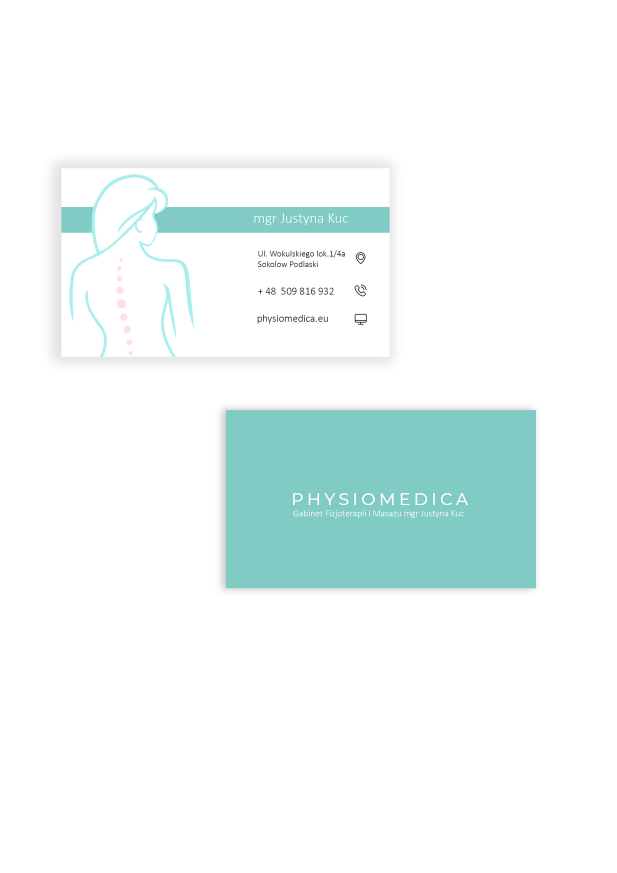 mgr Justyna Kuc
Ul. Wokulskiego lok.1/4a
Sokolow Podlaski
+ 48 509 816 932
physiomedica.eu
PHYSIOMEDICA
Gabinet Fizjoterapii i Masażu mgr Justyna Kuc